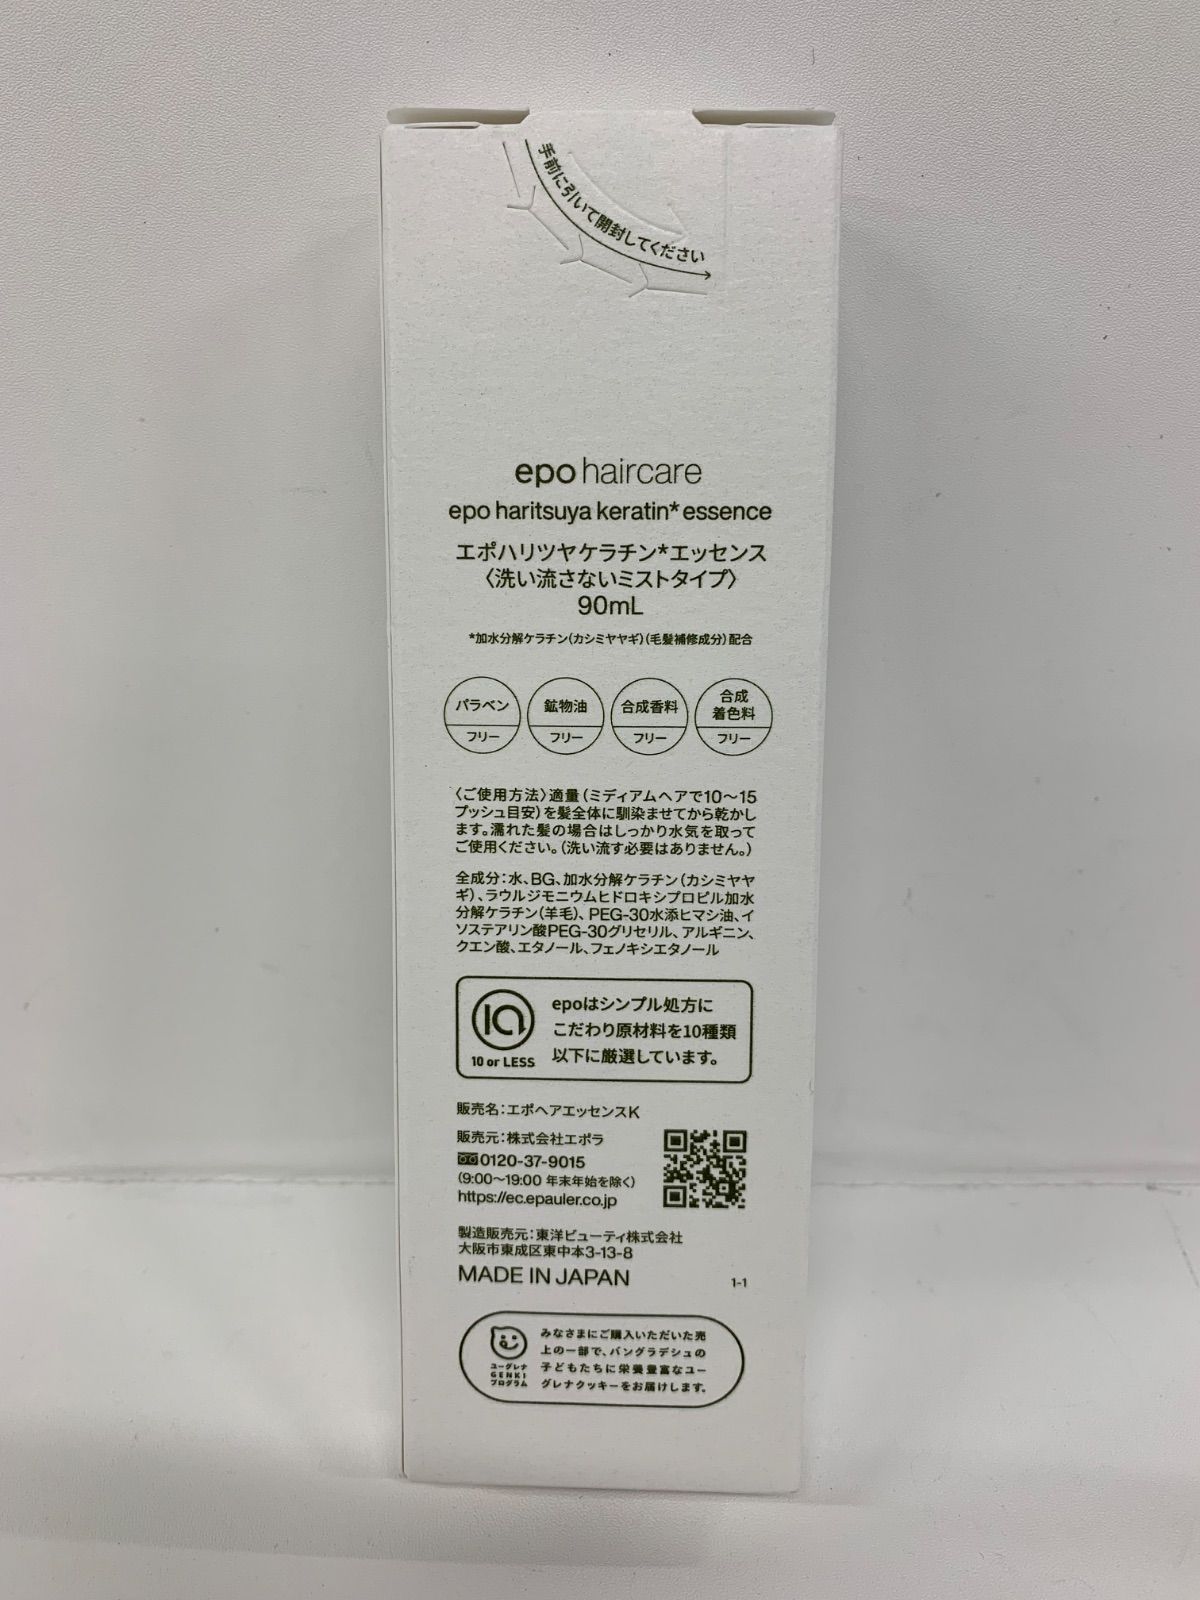 手前に引いて開封してください
epo haircare
epo haritsuya keratin* essence
エポハリツヤケラチン*エッセンス
〈洗い流さないミストタイプ〉
90mL
*加水分解ケラチン(カシミヤヤギ)(毛髪補修成分)配合
パラベン
フリー
鉱物油
フリー
合成香料
フリー
合成
着色料
フリー
〈ご使用方法〉適量(ミディアムヘアで10〜15
プッシュ目安)を髪全体に馴染ませてから乾かし
ます。濡れた髪の場合はしっかり水気を取って
ご使用ください。(洗い流す必要はありません。)
全成分:水、BG、加水分解ケラチン(カシミヤヤ
ギ)、ラウルジモニウムヒドロキシプロピル加水
分解ケラチン(羊毛)、PEG-30水添ヒマシ油、イ
ソステアリン酸PEG-30グリセリル、アルギニン、
クエン酸、エタノール、フェノキシエタノール
10 or LESS
epoはシンプル処方に
こだわり原材料を10種類
以下に厳選しています。
販売名:エポヘアエッセンスK
販売元:株式会社エポラ
0120-37-9015
(9:00〜19:00 年末年始を除く)
https://ec.epauler.co.jp
製造販売元:東洋ビューティ株式会社
大阪市東成区東中本3-13-8
MADE IN JAPAN
1-1
ユーグレナ
GENKI
プログラム
みなさまにご購入いただいた売
上の一部で、バングラデシュの
子どもたちに栄養豊富なユー
グレナクッキーをお届けします。